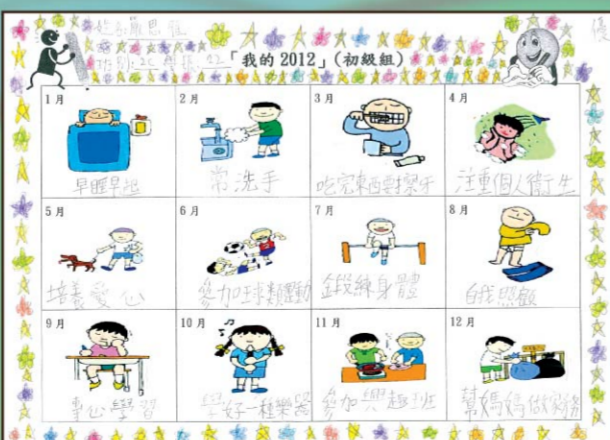 優
「我的2012」(初級組)
1月
早睡早起
2月
常洗手
3月
吃完東西要擦牙
4月
注重個人衛生
5月
培養愛心
6月
參加球類運動
7月
鍛練身體
8月
自我照顧
9月
專心學習
10月
學好一種樂器
11月
參加興趣班
12月
幫媽媽做家務